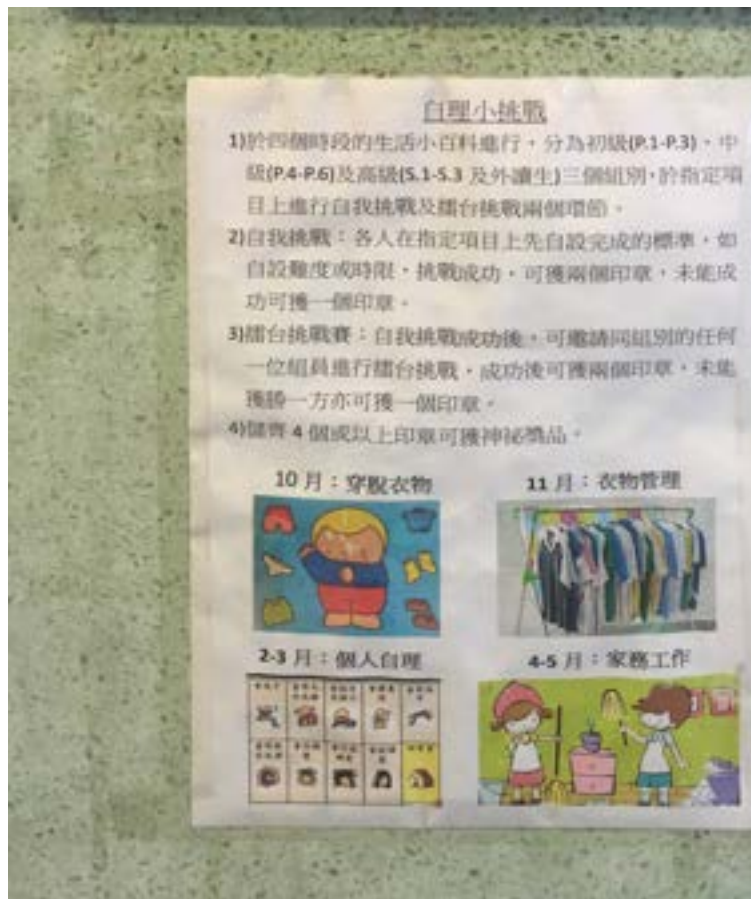 自理小挑戰
1)於四個時段的生活小百科進行，分為初級(P.1-P.3)、中
級(P.4-P.6)及高級(S.1-S.3 及外讀生)三個組別，於指定項
目上進行自我挑戰及擂台挑戰兩個環節。
2)自我挑戰：各人在指定項目上先自設完成的標準，如
自設難度或時限，挑戰成功，可獲兩個印章，未能成
功可獲一個印章。
3)擂台挑戰賽：自我挑戰成功後，可邀請同組別的任何
一位組員進行擂台挑戰，成功後可獲兩個印章，未能
獲勝一方亦可獲一個印章。
4)儲齊 4 個或以上印章可獲神祕獎品。
10 月：穿脫衣物
11 月：衣物管理
2-3 月：個人自理
4-5 月：家務工作